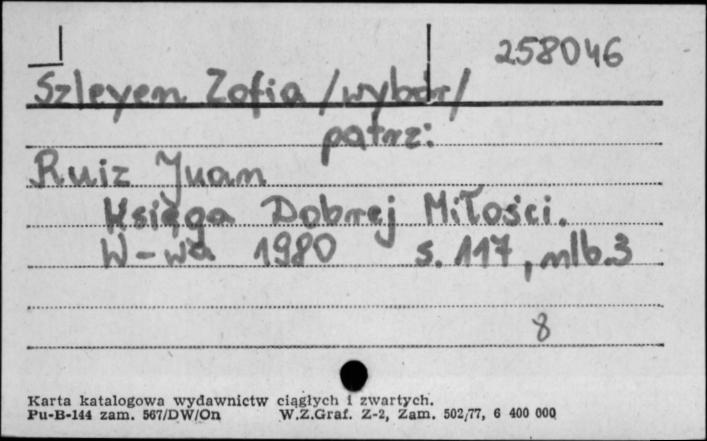 258046
Szleyen Zofia /wybór/
patrz:
Ruiz Juan
Księga Dobrej Miłości.
W-wa 1980 s. 117, nlb.3
8
Karta katalogowa wydawnictw ciągłych i zwartych.
Pu-B-144 zam. 567/DW/On W.Z.Graf. Z-2, Zam. 502/77, 6 400 000